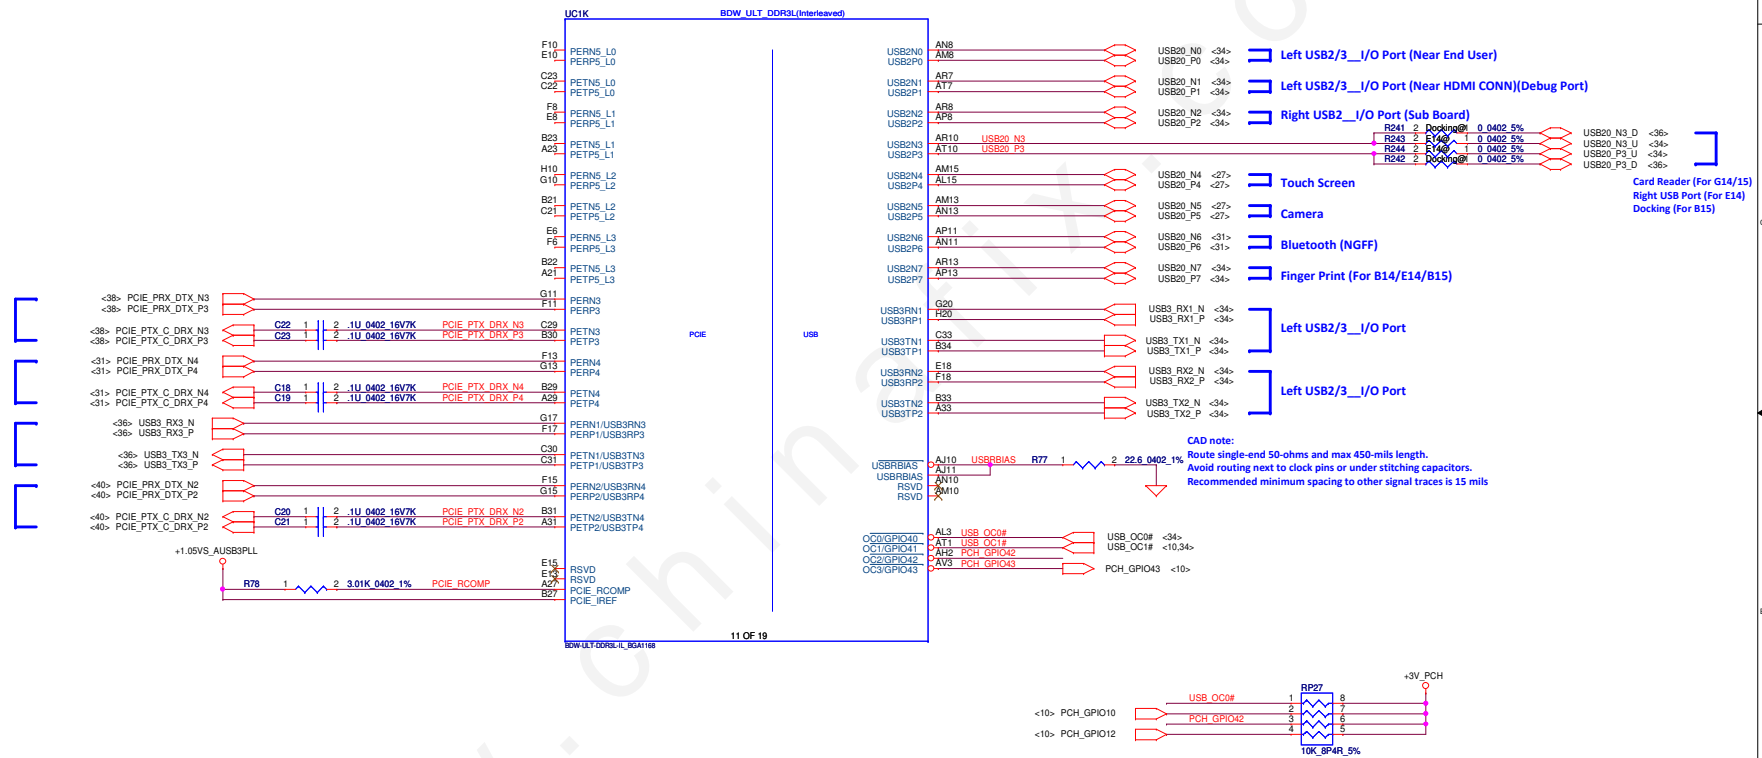 UC1K
BDW_ULT_DDR3L(Interleaved)
F10 PERN5_L0
E10 PERP5_L0
C23 PETN5_L0
C22 PETP5_L0
F8 PERN5_L1
E8 PERP5_L1
B23 PETN5_L1
A23 PETP5_L1
H10 PERN5_L2
G10 PERP5_L2
B21 PETN5_L2
C21 PETP5_L2
E6 PERN5_L3
F6 PERP5_L3
B22 PETN5_L3
A21 PETP5_L3
<38> PCIE_PRX_DTX_N3 G11 PERN3
<38> PCIE_PRX_DTX_P3 F11 PERP3
<38> PCIE_PTX_C_DRX_N3 C22 1 2 .1U_0402_16V7K PCIE_PTX_DRX_N3 C29 PETN3
<38> PCIE_PTX_C_DRX_P3 C23 1 2 .1U_0402_16V7K PCIE_PTX_DRX_P3 B30 PETP3
<31> PCIE_PRX_DTX_N4 F13 PERN4
<31> PCIE_PRX_DTX_P4 G13 PERP4
<31> PCIE_PTX_C_DRX_N4 C18 1 2 .1U_0402_16V7K PCIE_PTX_DRX_N4 B29 PETN4
<31> PCIE_PTX_C_DRX_P4 C19 1 2 .1U_0402_16V7K PCIE_PTX_DRX_P4 A29 PETP4
<36> USB3_RX3_N G17 PERN1/USB3RN3
<36> USB3_RX3_P F17 PERP1/USB3RP3
<36> USB3_TX3_N C30 PETN1/USB3TN3
<36> USB3_TX3_P C31 PETP1/USB3TP3
<40> PCIE_PRX_DTX_N2 F15 PERN2/USB3RN4
<40> PCIE_PRX_DTX_P2 G15 PERP2/USB3RP4
<40> PCIE_PTX_C_DRX_N2 C20 1 2 .1U_0402_16V7K PCIE_PTX_DRX_N2 B31 PETN2/USB3TN4
<40> PCIE_PTX_C_DRX_P2 C21 1 2 .1U_0402_16V7K PCIE_PTX_DRX_P2 A31 PETP2/USB3TP4
+1.05VS_AUSB3PLL
E15 RSVD
E13 RSVD
R78 1 2 3.01K_0402_1% PCIE_RCOMP A27 PCIE_RCOMP
B27 PCIE_IREF
PCIE
USB
11 OF 19
BDW-ULT-DDR3L-IL_BGA1168
USB2N0 AN8 USB20_N0 <34>
USB2P0 AM8 USB20_P0 <34>
Left USB2/3__I/O Port (Near End User)
USB2N1 AR7 USB20_N1 <34>
USB2P1 AT7 USB20_P1 <34>
Left USB2/3__I/O Port (Near HDMI CONN)(Debug Port)
USB2N2 AR8 USB20_N2 <34>
USB2P2 AP8 USB20_P2 <34>
Right USB2__I/O Port (Sub Board)
USB2N3 AR10 USB20_N3
USB2P3 AT10 USB20_P3
R241 2 Docking@ 1 0_0402_5% USB20_N3_D <36>
R243 2 E14@ 1 0_0402_5% USB20_N3_U <34>
R244 2 E14@ 1 0_0402_5% USB20_P3_U <34>
R242 2 Docking@ 1 0_0402_5% USB20_P3_D <36>
Card Reader (For G14/15)
Right USB Port (For E14)
Docking (For B15)
USB2N4 AM15 USB20_N4 <27>
USB2P4 AL15 USB20_P4 <27>
Touch Screen
USB2N5 AM13 USB20_N5 <27>
USB2P5 AN13 USB20_P5 <27>
Camera
USB2N6 AP11 USB20_N6 <31>
USB2P6 AN11 USB20_P6 <31>
Bluetooth (NGFF)
USB2N7 AR13 USB20_N7 <34>
USB2P7 AP13 USB20_P7 <34>
Finger Print (For B14/E14/B15)
USB3RN1 G20 USB3_RX1_N <34>
USB3RP1 H20 USB3_RX1_P <34>
Left USB2/3__I/O Port
USB3TN1 C33 USB3_TX1_N <34>
USB3TP1 B34 USB3_TX1_P <34>
USB3RN2 E18 USB3_RX2_N <34>
USB3RP2 F18 USB3_RX2_P <34>
Left USB2/3__I/O Port
USB3TN2 B33 USB3_TX2_N <34>
USB3TP2 A33 USB3_TX2_P <34>
CAD note:
Route single-end 50-ohms and max 450-mils length.
Avoid routing next to clock pins or under stitching capacitors.
Recommended minimum spacing to other signal traces is 15 mils
USBRBIAS AJ10 USBRBIAS R77 1 2 22.6_0402_1%
USBRBIAS AJ11
RSVD AN10
RSVD AM10
OC0/GPIO40 AL3 USB_OC0# USB_OC0# <34>
OC1/GPIO41 AT1 USB_OC1# USB_OC1# <10,34>
OC2/GPIO42 AH2 PCH_GPIO42
OC3/GPIO43 AV3 PCH_GPIO43 PCH_GPIO43 <10>
+3V_PCH
RP27
USB_OC0# 1 8
<10> PCH_GPIO10 2 7
PCH_GPIO42 3 6
<10> PCH_GPIO12 4 5
10K_8P4R_5%